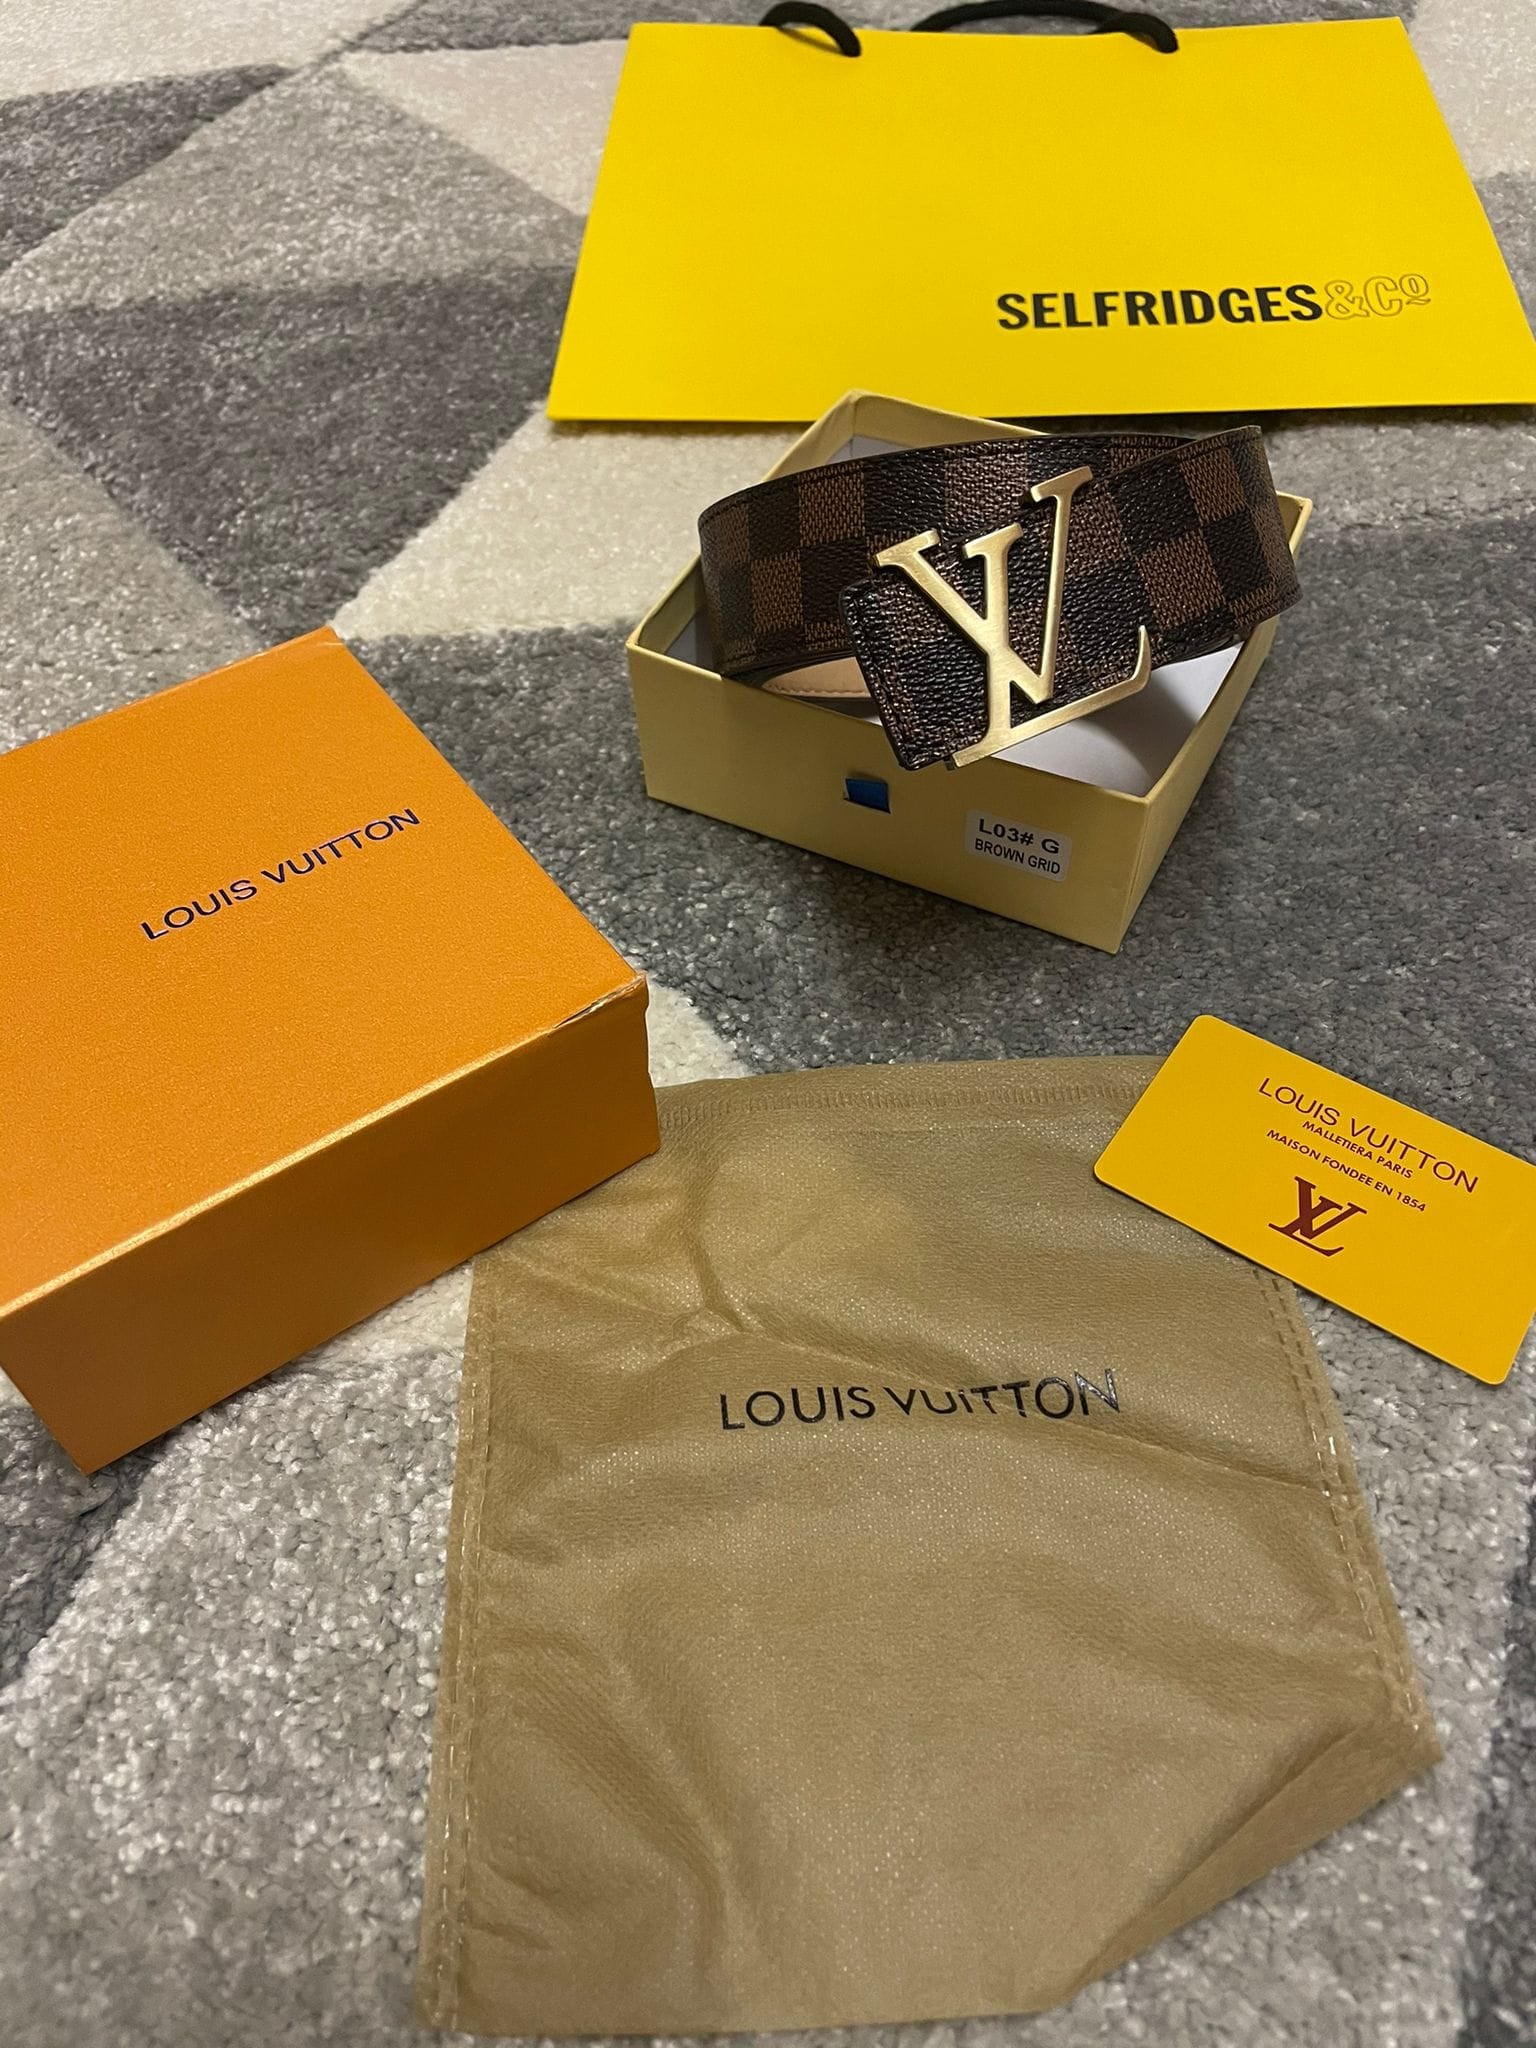 SELFRIDGES&Cº
LV
L03# G
BROWN GRID
LOUIS VUITTON
LOUIS VUITTON
MALLETIERA PARIS
MAISON FONDEE EN 1854
LV
LOUIS VUITTON